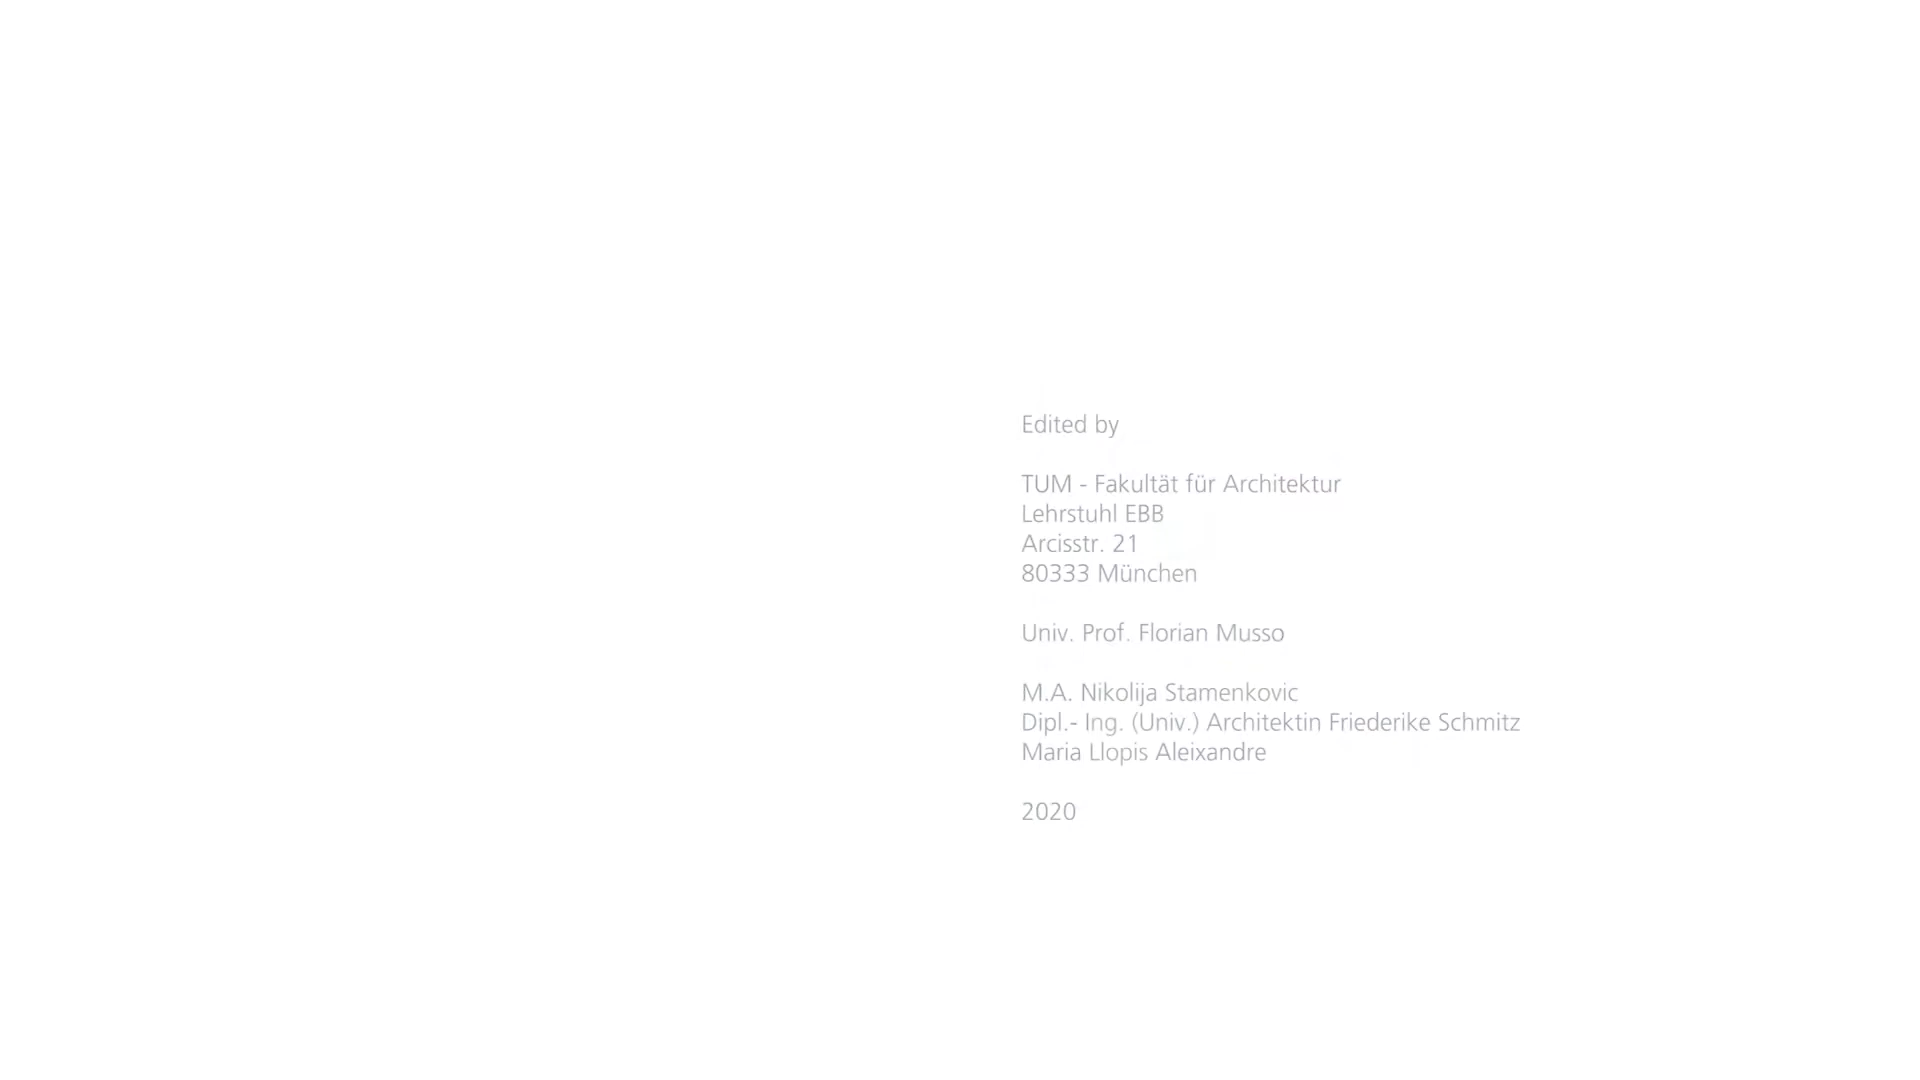 Edited by
TUM - Fakultät für Architektur
Lehrstuhl EBB
Arcisstr. 21
80333 München
Univ. Prof. Florian Musso
M.A. Nikolija Stamenkovic
Dipl.- Ing. (Univ.) Architektin Friederike Schmitz
Maria Llopis Aleixandre
2020